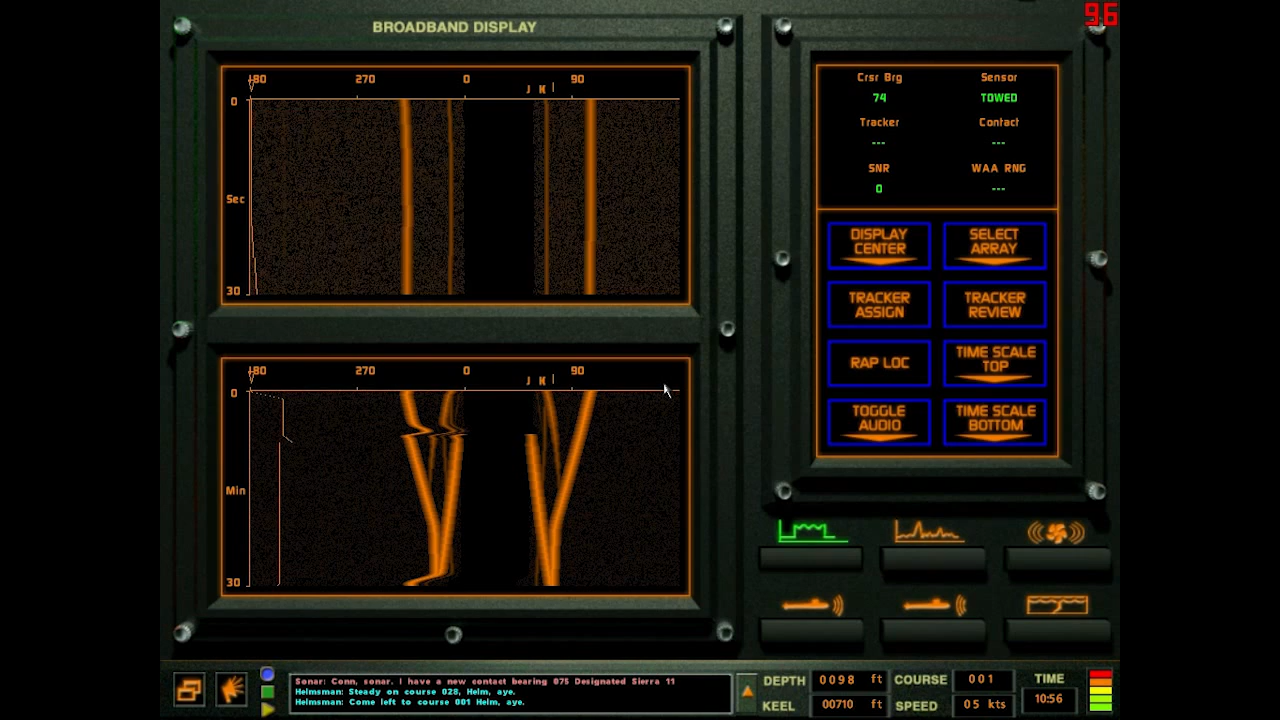 96
BROADBAND DISPLAY
180 270 0 90
J K
0
Sec
30
180 270 0 90
J K
0
Min
30
Crsr Brg Sensor
74 TOWED
Tracker Contact
--- ---
SNR WAA RNG
0 ---
DISPLAY CENTER
SELECT ARRAY
TRACKER ASSIGN
TRACKER REVIEW
RAP LOC
TIME SCALE TOP
TOGGLE AUDIO
TIME SCALE BOTTOM
Sonar: Conn, sonar. I have a new contact bearing 075 Designated Sierra 11
Helmsman: Steady on course 028, Helm, aye.
Helmsman: Come left to course 001 Helm, aye.
DEPTH 0098 ft COURSE 001 TIME
KEEL 00710 ft SPEED 05 kts 10:56